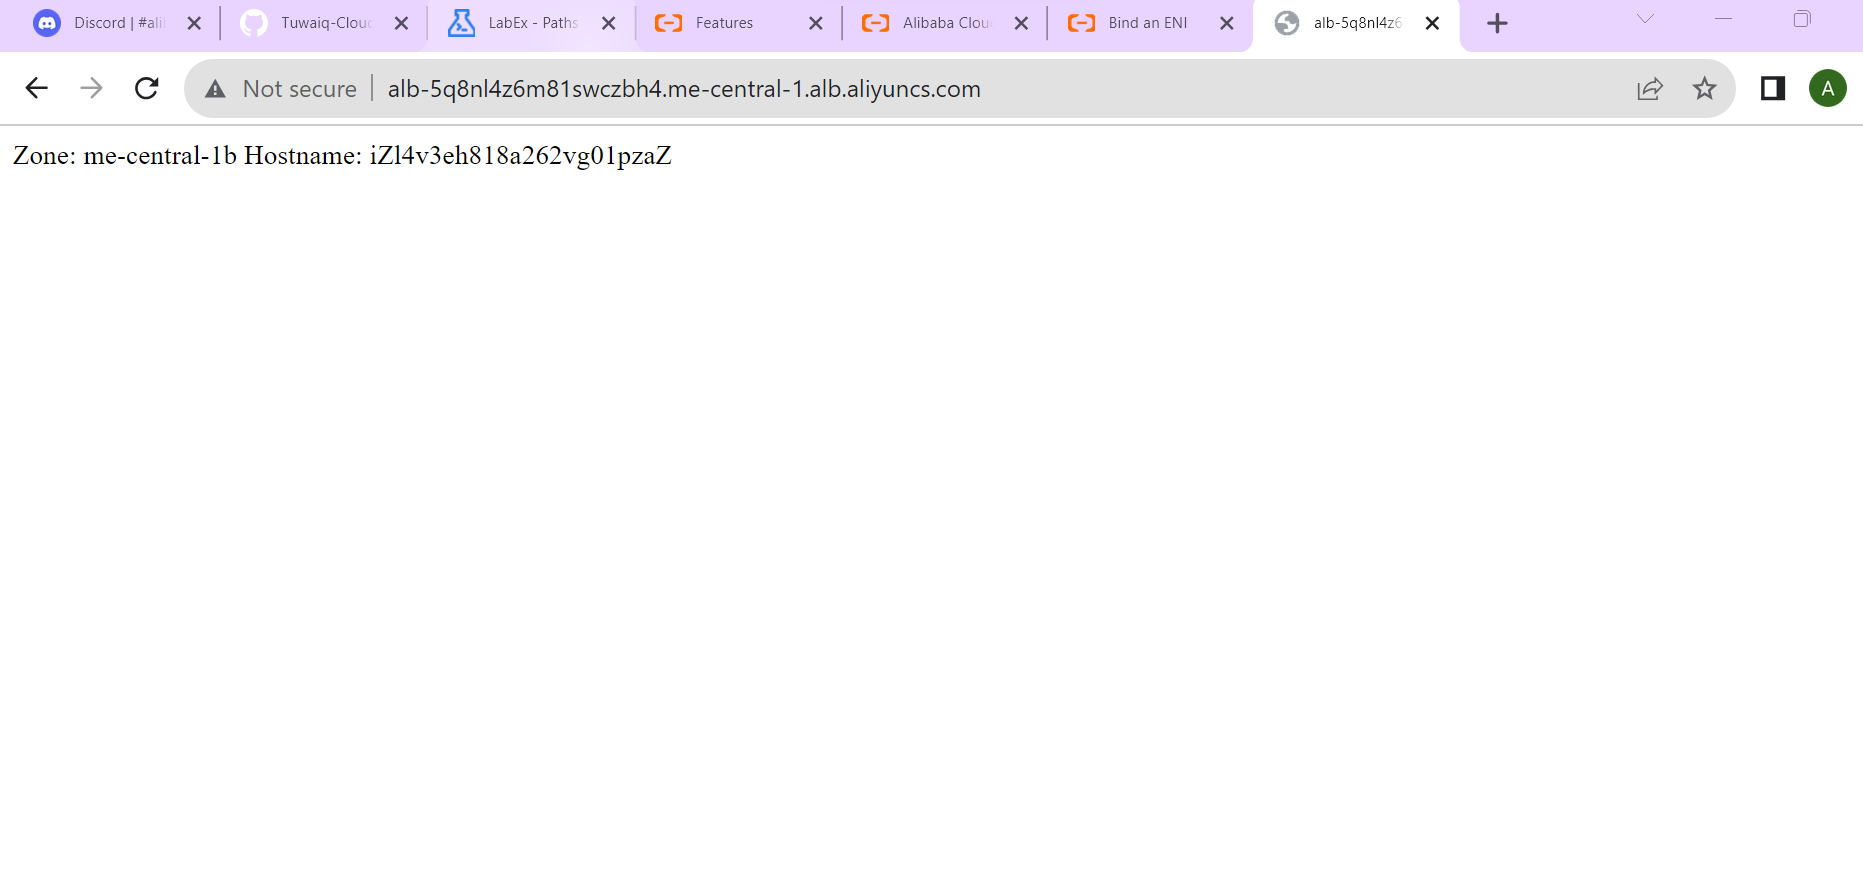 Discord | #ali
Tuwaiq-Clou
LabEx - Paths
Features
Alibaba Clou
Bind an ENI
alb-5q8nl4z6
Not secure
alb-5q8nl4z6m81swczbh4.me-central-1.alb.aliyuncs.com
A
Zone: me-central-1b Hostname: iZl4v3eh818a262vg01pzaZ